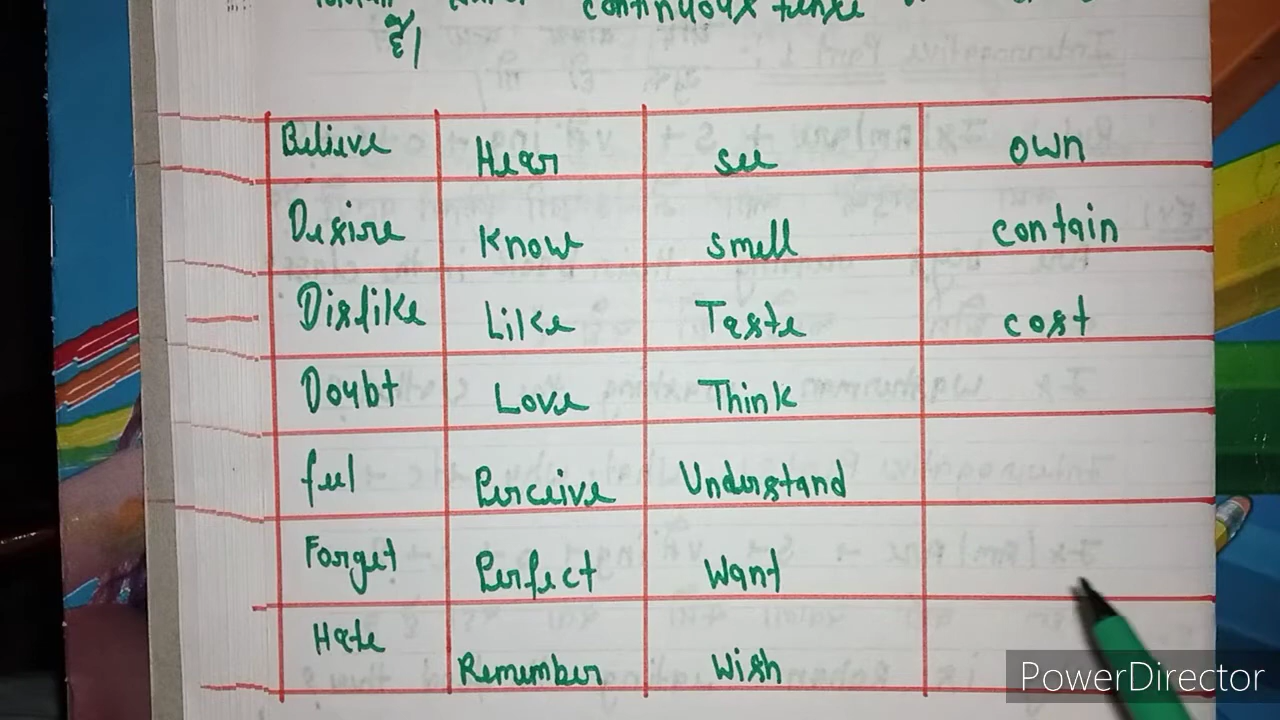 continuous tense
है।
Believe Hear see own
Desire Know smell contain
Dislike Like Taste cost
Doubt Love Think
feel Perceive Understand
Forget Perfect Want
Hate Remember Wish
PowerDirector